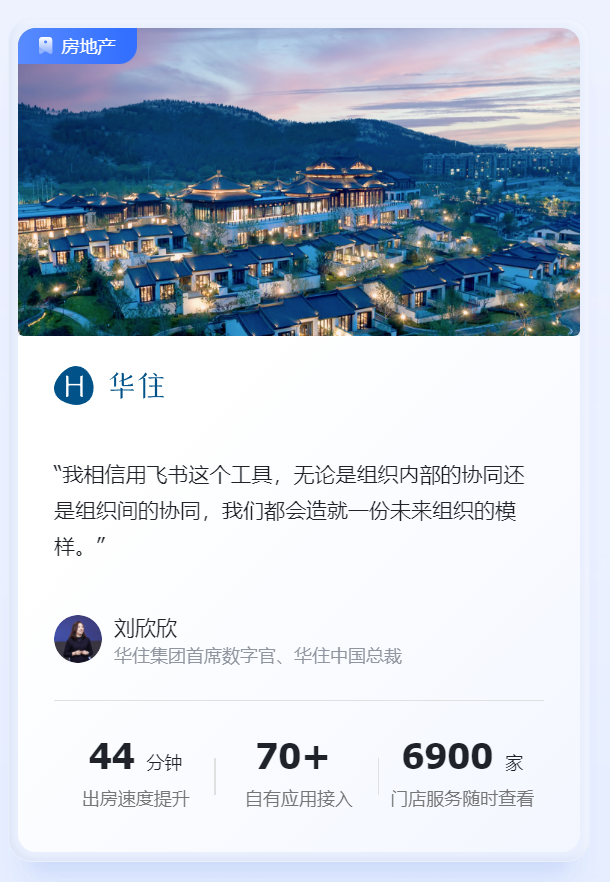 房地产
H 华住
“我相信用飞书这个工具，无论是组织内部的协同还
是组织间的协同，我们都会造就一份未来组织的模
样。”
刘欣欣
华住集团首席数字官、华住中国总裁
44 分钟 70+ 6900 家
出房速度提升 自有应用接入 门店服务随时查看